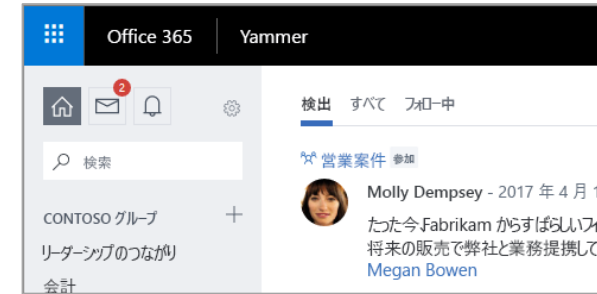 Office 365
Yammer
2
検索
CONTOSO グループ
リーダーシップのつながり
会計
検出 すべて フォロー中
営業案件 参加
Molly Dempsey - 2017 年 4 月
たった今、Fabrikam からすばらしいフィ
将来の販売で弊社と業務提携して
Megan Bowen